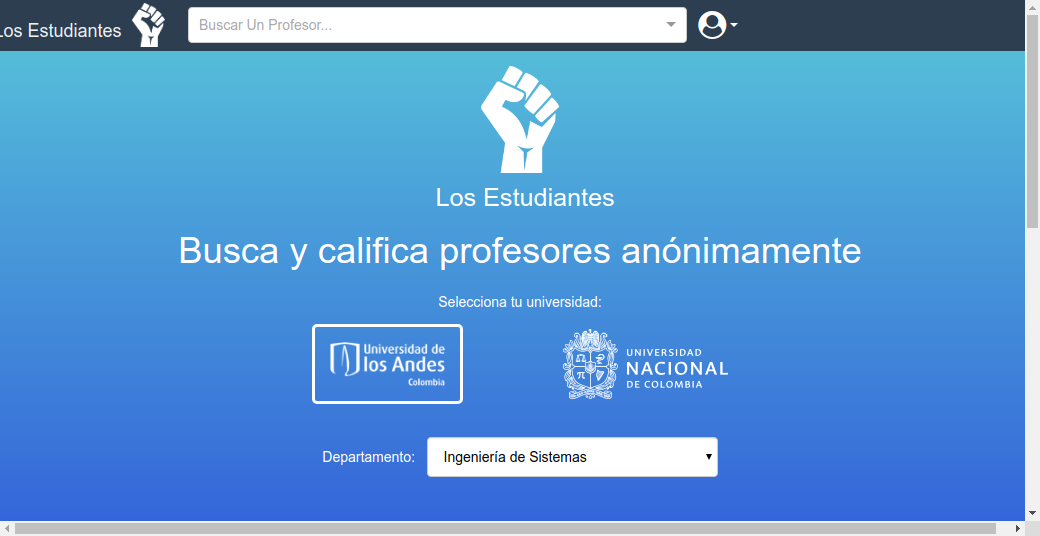 Los Estudiantes
Buscar Un Profesor...
Los Estudiantes
Busca y califica profesores anónimamente
Selecciona tu universidad:
Universidad de
los Andes
Colombia
UNIVERSIDAD
NACIONAL
DE COLOMBIA
Departamento:
Ingeniería de Sistemas